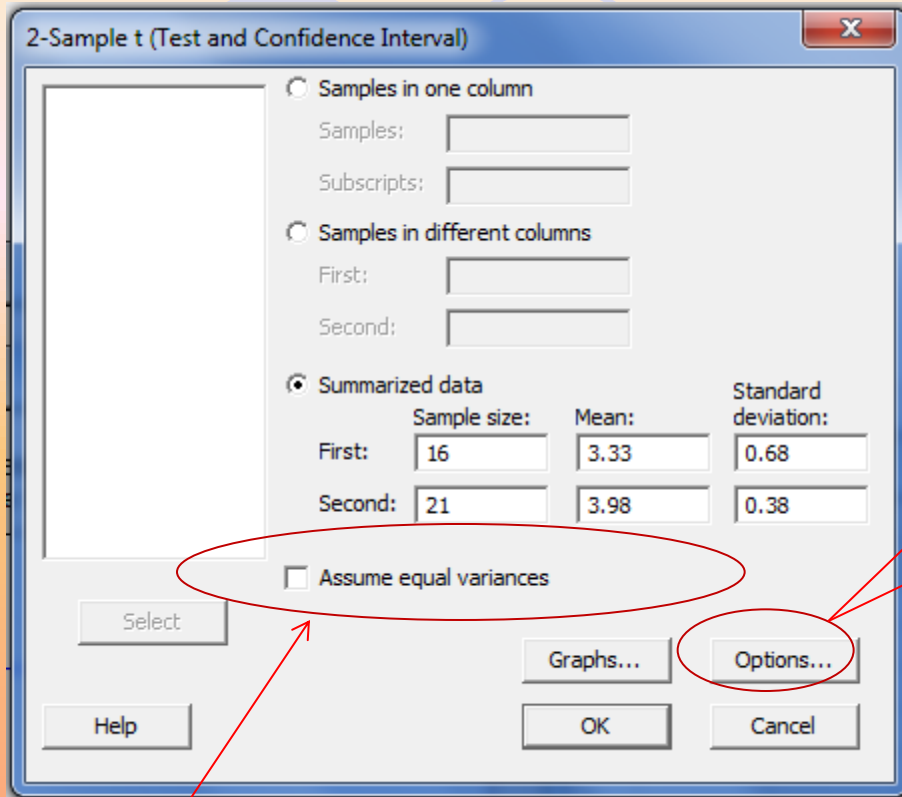 2-Sample t (Test and Confidence Interval)
Samples in one column
Samples:
Subscripts:
Samples in different columns
First:
Second:
Summarized data
Sample size: Mean: Standard deviation:
First: 16 3.33 0.68
Second: 21 3.98 0.38
Assume equal variances
Select
Graphs... Options...
Help OK Cancel